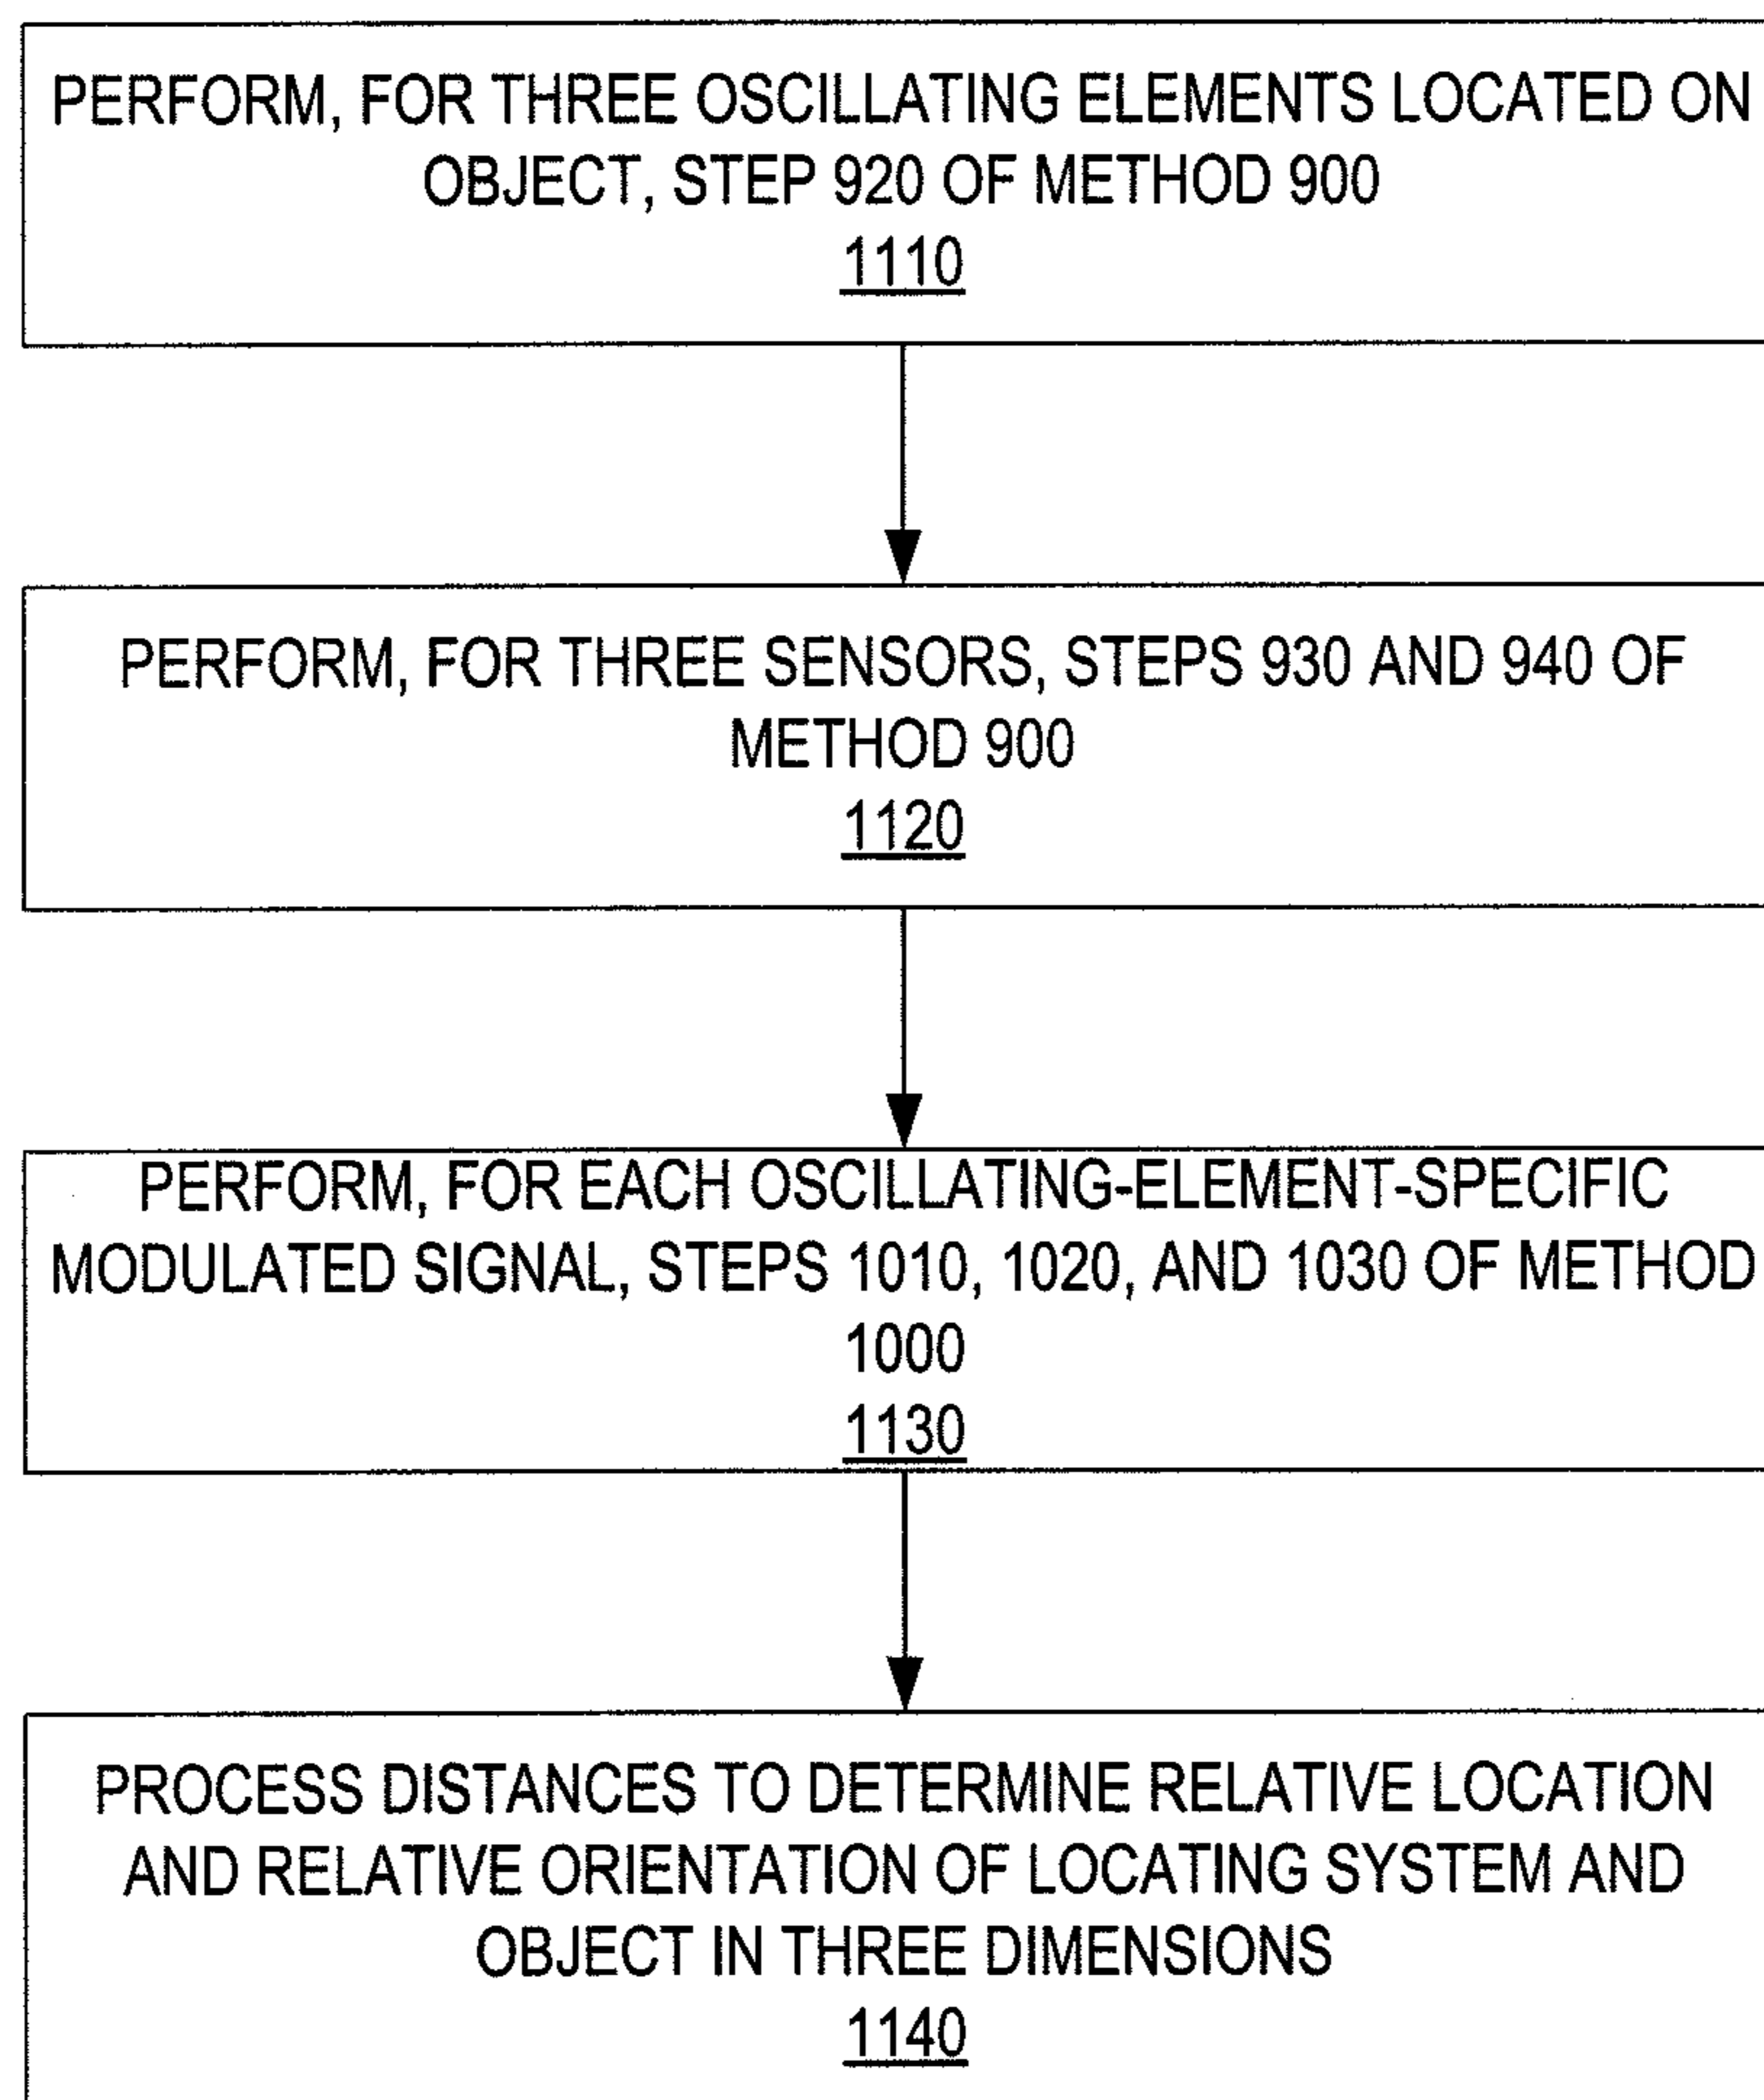 PERFORM, FOR THREE OSCILLATING ELEMENTS LOCATED ON
OBJECT, STEP 920 OF METHOD 900
1110
PERFORM, FOR THREE SENSORS, STEPS 930 AND 940 OF
METHOD 900
1120
PERFORM, FOR EACH OSCILLATING-ELEMENT-SPECIFIC
MODULATED SIGNAL, STEPS 1010, 1020, AND 1030 OF METHOD
1000
1130
PROCESS DISTANCES TO DETERMINE RELATIVE LOCATION
AND RELATIVE ORIENTATION OF LOCATING SYSTEM AND
OBJECT IN THREE DIMENSIONS
1140